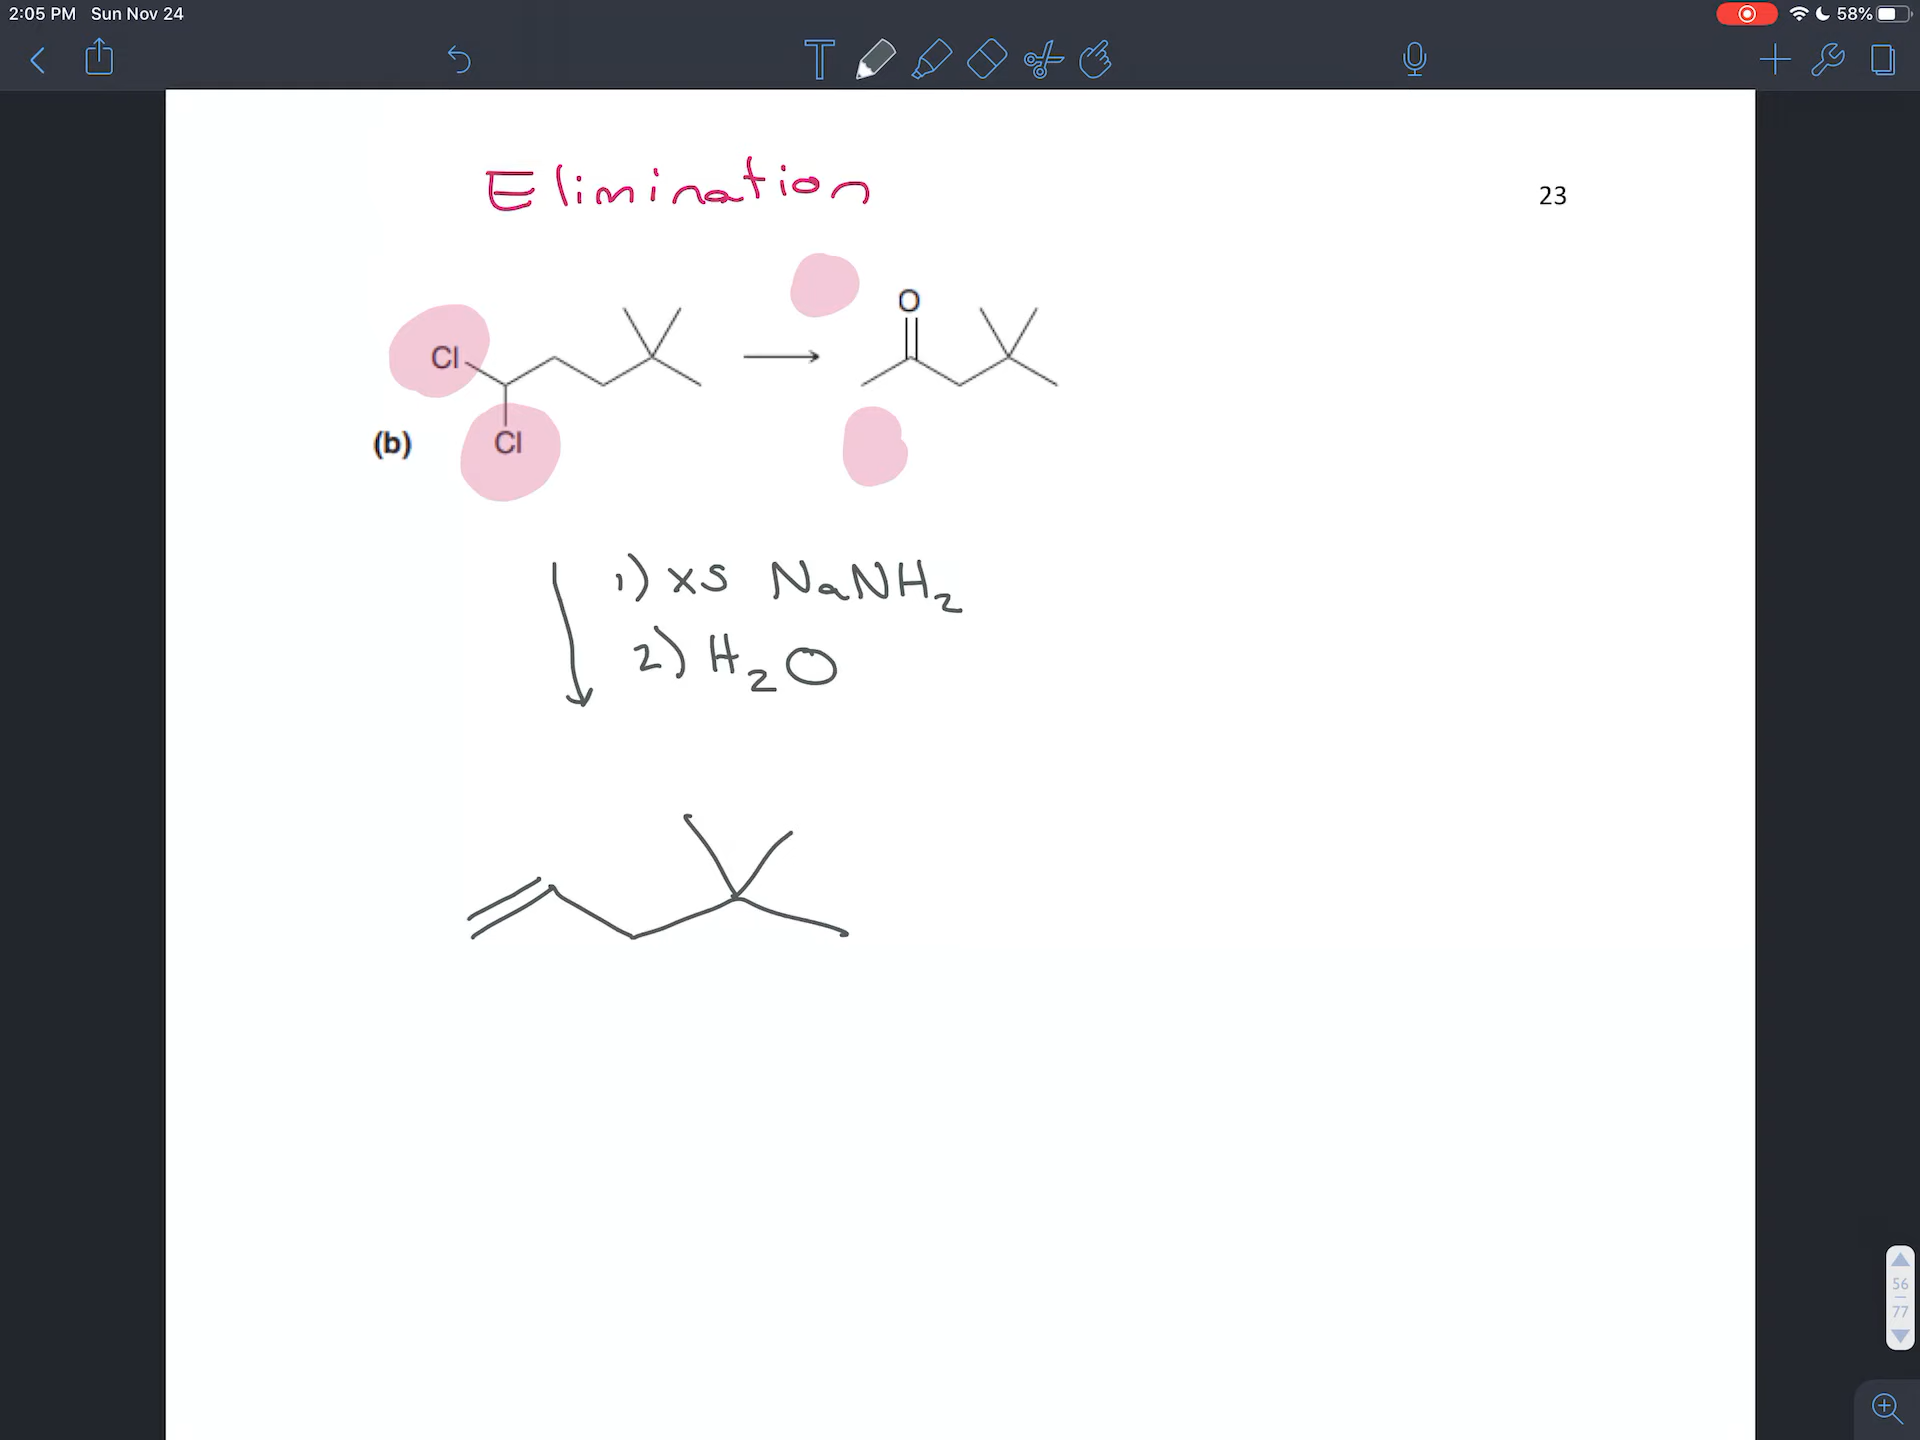 2:05 PM Sun Nov 24
58%
T
Elimination
23
O
Cl
Cl
(b)
1) xs NaNH₂
2) H₂O
56
77